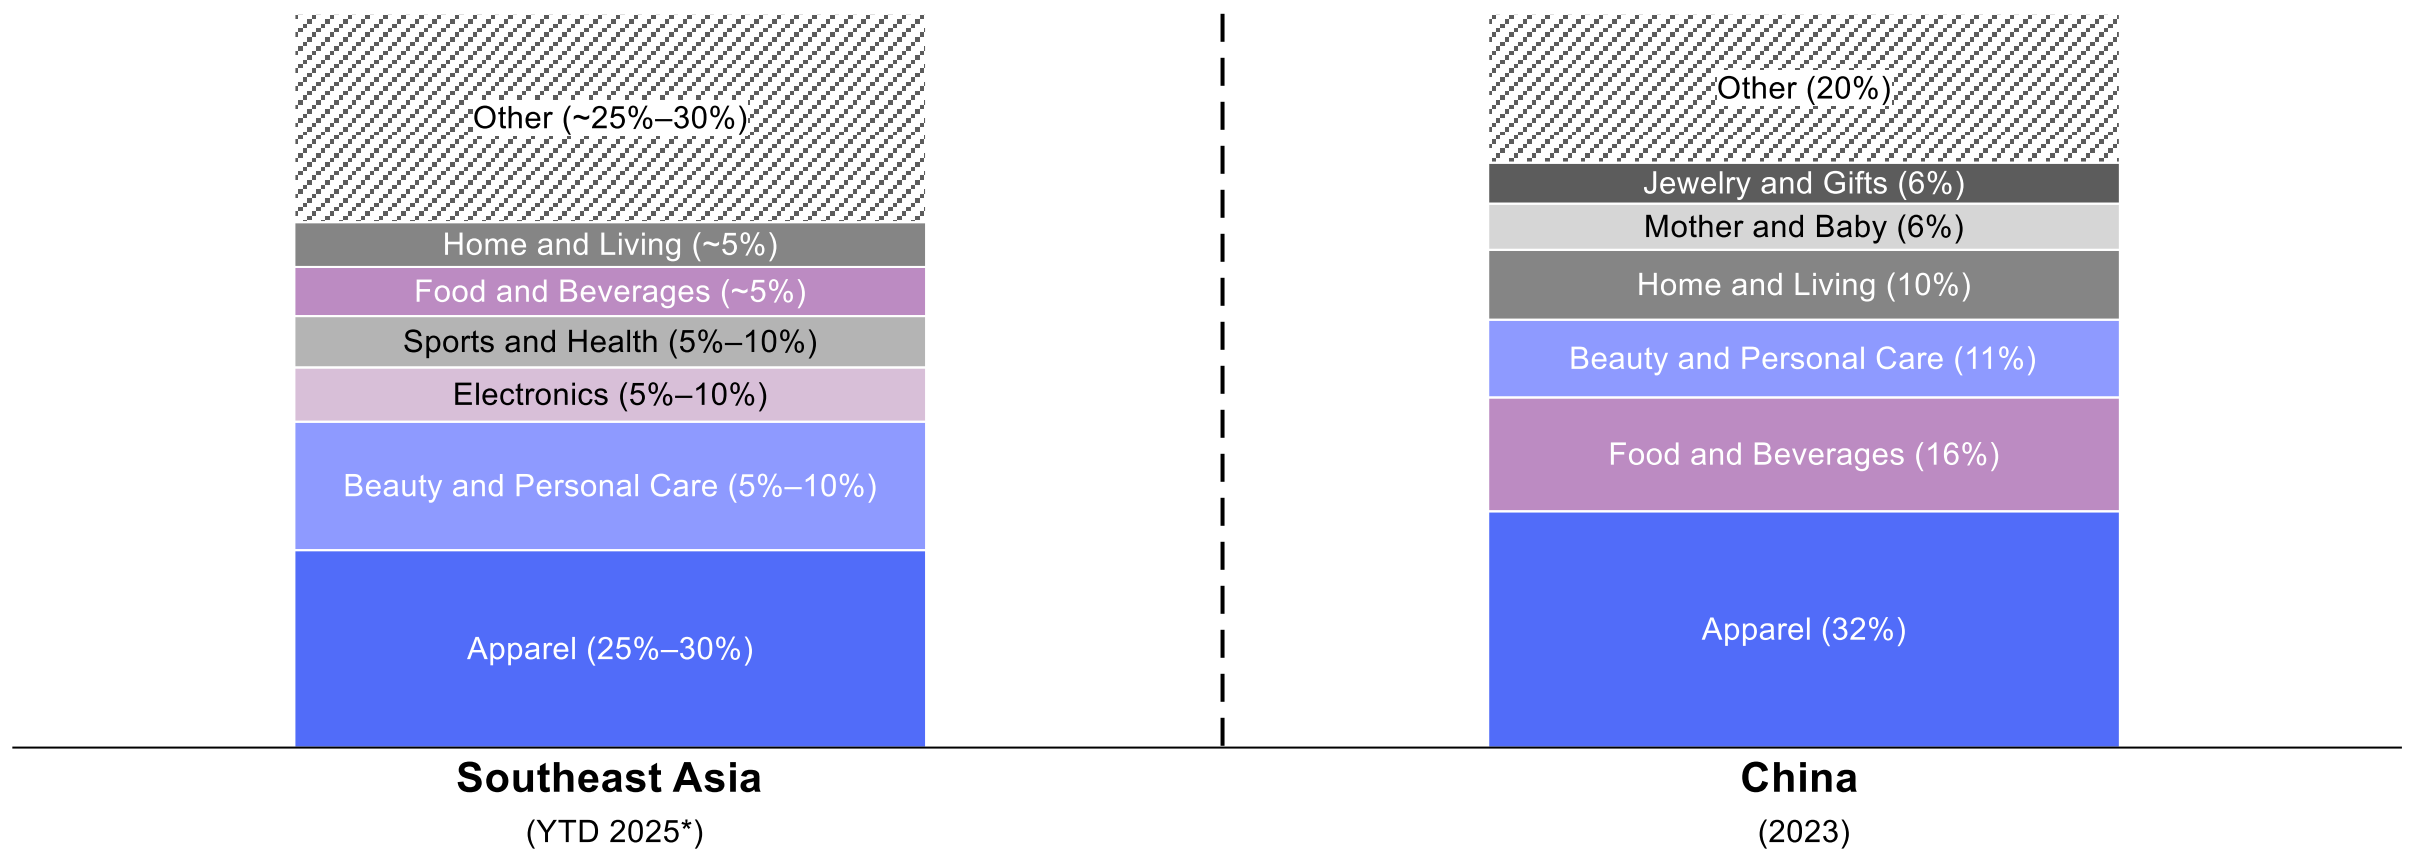 Other (~25%–30%)
Home and Living (~5%)
Food and Beverages (~5%)
Sports and Health (5%–10%)
Electronics (5%–10%)
Beauty and Personal Care (5%–10%)
Apparel (25%–30%)
Southeast Asia
(YTD 2025*)
Other (20%)
Jewelry and Gifts (6%)
Mother and Baby (6%)
Home and Living (10%)
Beauty and Personal Care (11%)
Food and Beverages (16%)
Apparel (32%)
China
(2023)